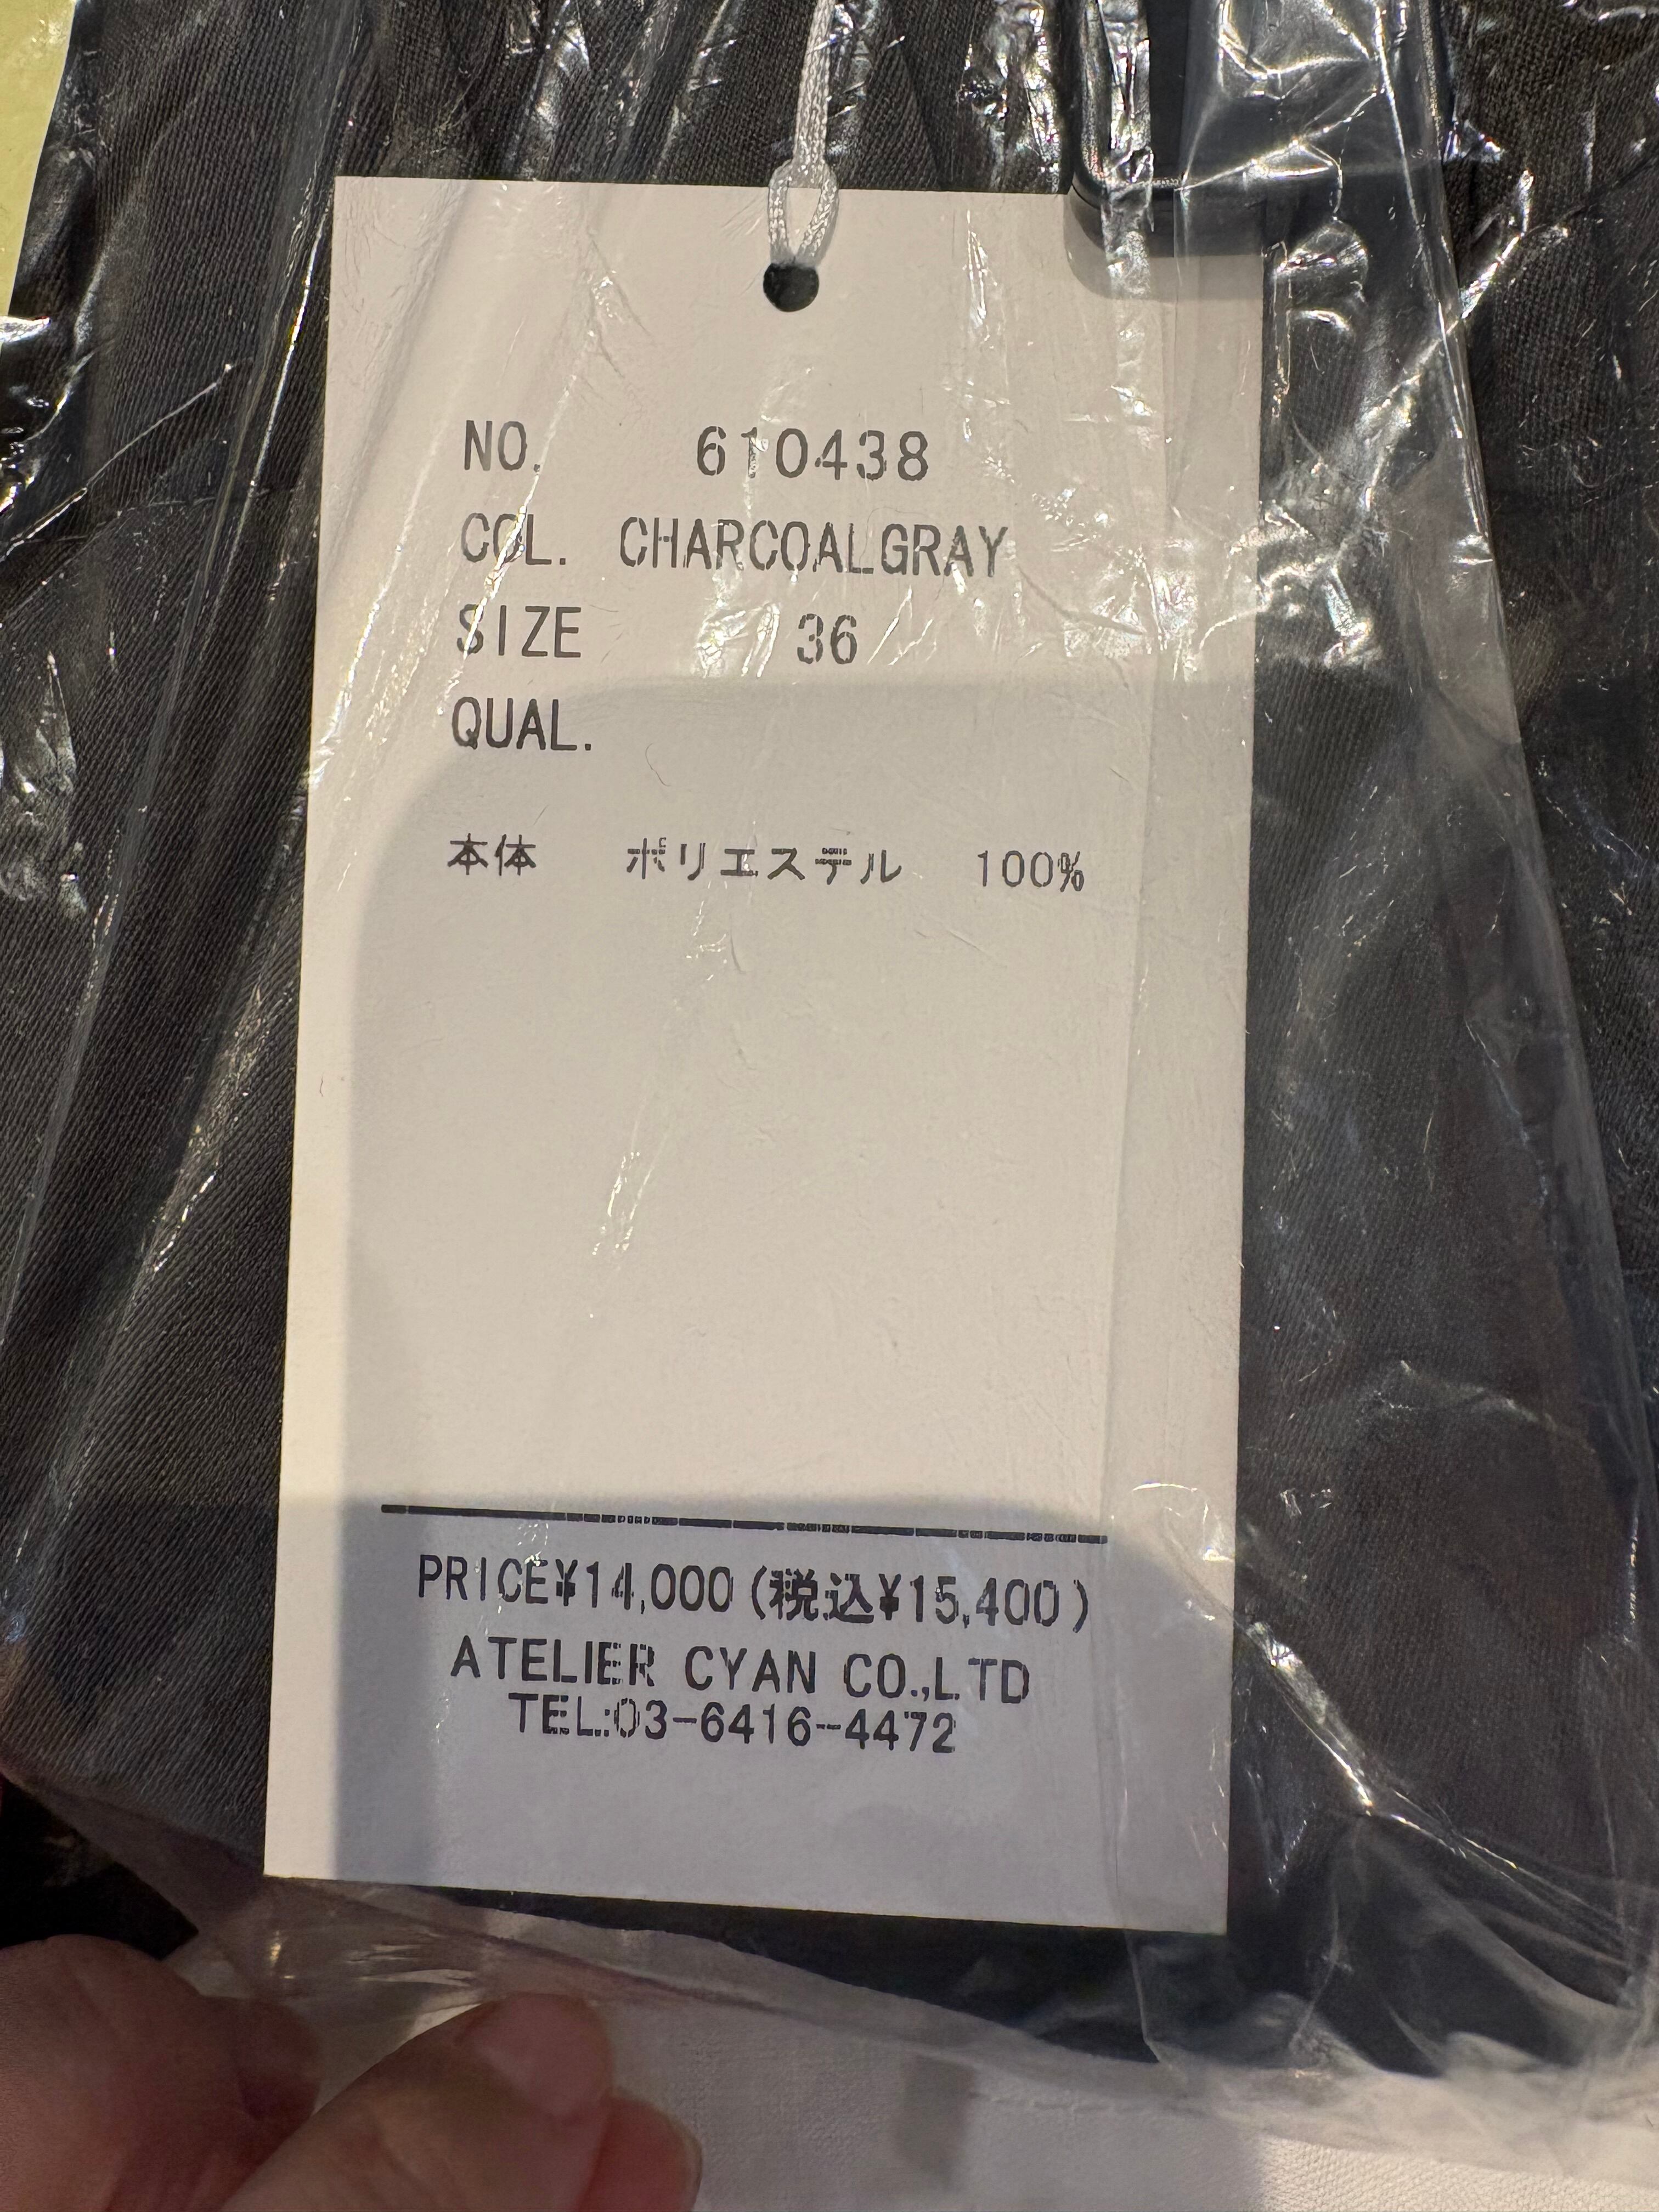 NO. 610438
COL. CHARCOALGRAY
SIZE 36
QUAL.
本体 ポリエステル 100%
PRICE¥14,000(税込¥15,400)
ATELIER CYAN CO.,LTD
TEL:03-6416-4472